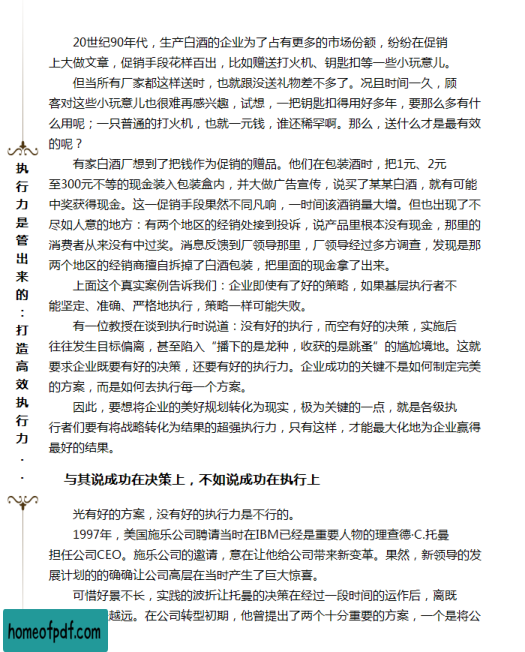 20世纪90年代，生产白酒的企业为了占有更多的市场份额，纷纷在促销
上大做文章，促销手段花样百出，比如赠送打火机、钥匙扣等一些小玩意儿。
但当所有厂家都这样送时，也就跟没送礼物差不多了。况且时间一久，顾
客对这些小玩意儿也很难再感兴趣，试想，一把钥匙扣得用好多年，要那么多有什
么用呢；一只普通的打火机，也就一元钱，谁还稀罕啊。那么，送什么才是最有效
的呢？
有家白酒厂想到了把钱作为促销的赠品。他们在包装酒时，把1元、2元
至300元不等的现金装入包装盒内，并大做广告宣传，说买了某某白酒，就有可能
中奖获得现金。这一促销手段果然不同凡响，一时间该酒销量大增。但也出现了不
尽如人意的地方：有两个地区的经销处接到投诉，说产品里根本没有现金，那里的
消费者从来没有中过奖。消息反馈到厂领导那里，厂领导经过多方调查，发现是那
两个地区的经销商擅自拆掉了白酒包装，把里面的现金拿了出来。
上面这个真实案例告诉我们：企业即使有了好的策略，如果基层执行者不
能坚定、准确、严格地执行，策略一样可能失败。
有一位教授在谈到执行时说道：没有好的执行，而空有好的决策，实施后
往往发生目标偏离，甚至陷入“播下的是龙种，收获的是跳蚤”的尴尬境地。这就
要求企业既要有好的决策，还要有好的执行力。企业成功的关键不是如何制定完美
的方案，而是如何去执行每一个方案。
因此，要想将企业的美好规划转化为现实，极为关键的一点，就是各级执
行者们要有将战略转化为结果的超强执行力，只有这样，才能最大化地为企业赢得
最好的结果。
与其说成功在决策上，不如说成功在执行上
光有好的方案，没有好的执行力是不行的。
1997年，美国施乐公司聘请当时在IBM已经是重要人物的理查德·C.托曼
担任公司CEO。施乐公司的邀请，意在让他给公司带来新变革。果然，新领导的发
展计划的的确确让公司高层在当时产生了巨大惊喜。
可惜好景不长，实践的波折让托曼的决策在经过一段时间的运作后，离既
越远。在公司转型初期，他曾提出了两个十分重要的方案，一个是将公
执行力是管出来的：打造高效执行力..
homeofpdf.com